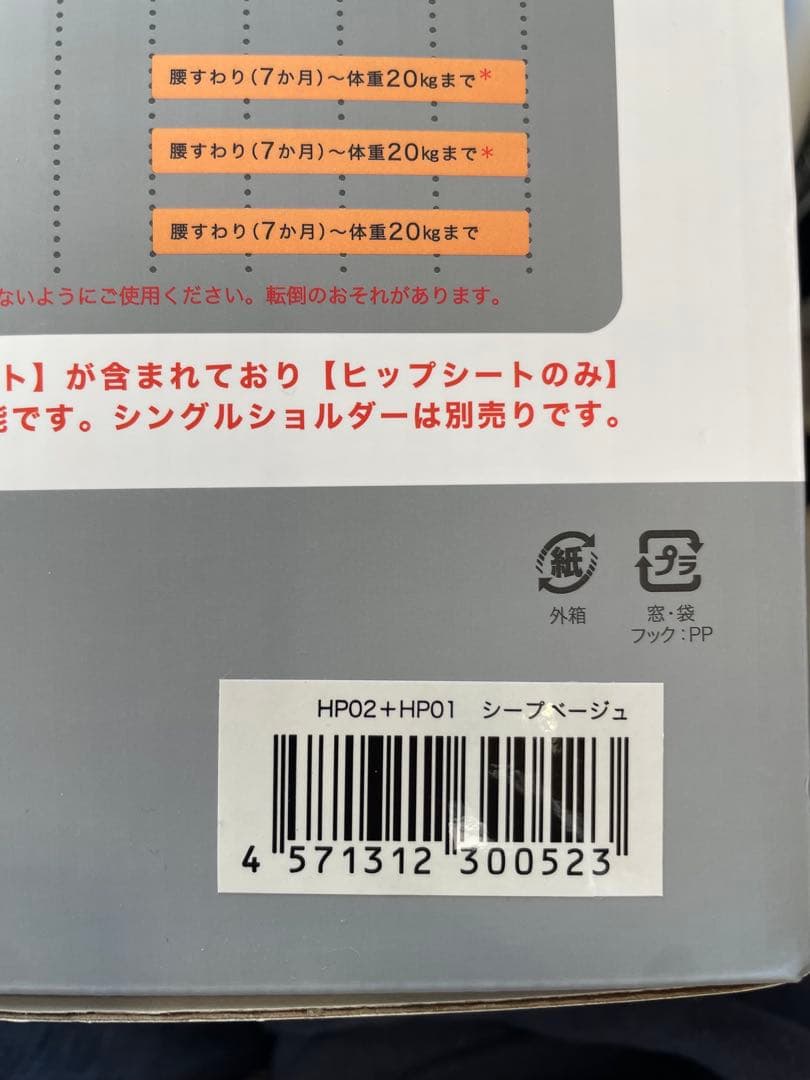 腰すわり(7か月)～体重20kgまで*
腰すわり(7か月)～体重20kgまで*
腰すわり(7か月)～体重20kgまで
ないようにご使用ください。転倒のおそれがあります。
ト】が含まれており【ヒップシートのみ】
能です。シングルショルダーは別売りです。
紙
プラ
外箱
窓・袋
フック：PP
HP02+HP01 シープベージュ
4 571312 300523